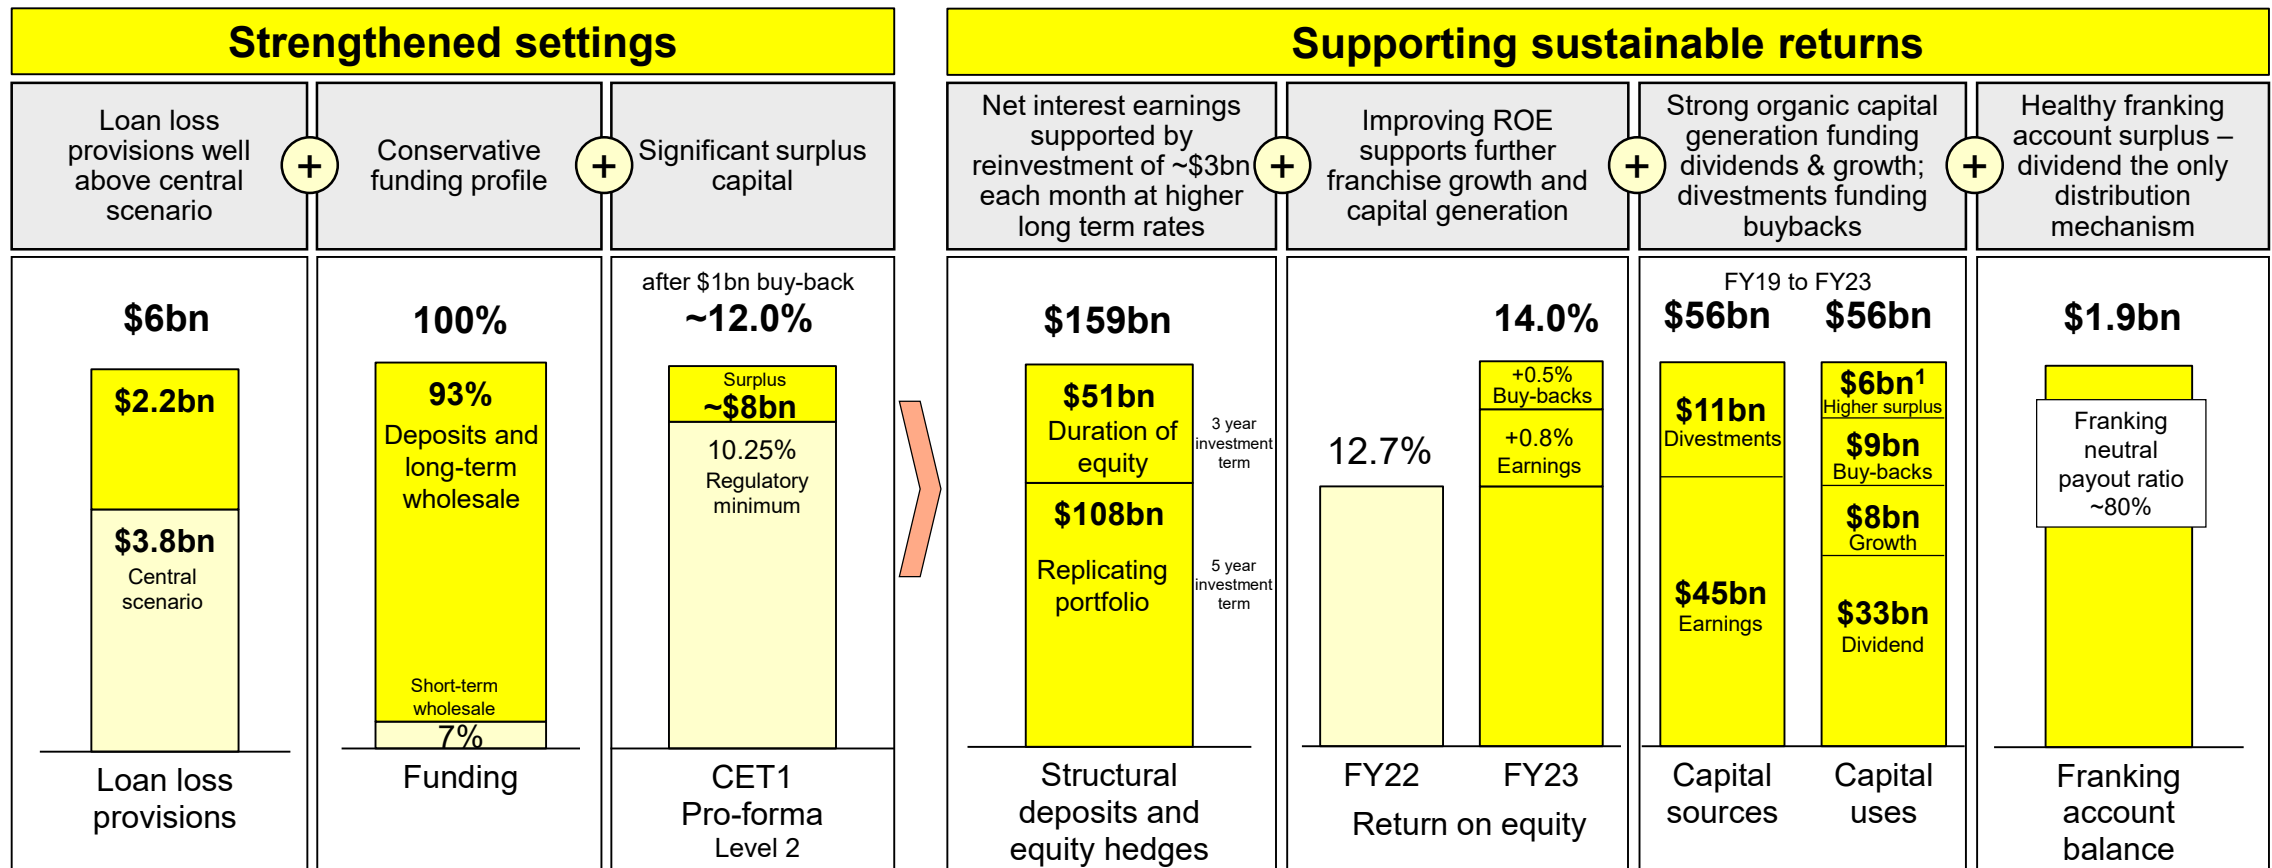 Strengthened settings
Supporting sustainable returns
Loan loss
provisions well
above central
scenario
+
Conservative
funding profile
+
Significant surplus
capital
Net interest earnings
supported by
reinvestment of ~$3bn
each month at higher
long term rates
+
Improving ROE
supports further
franchise growth and
capital generation
+
Strong organic capital
generation funding
dividends & growth;
divestments funding
buybacks
+
Healthy franking
account surplus –
dividend the only
distribution
mechanism
$6bn
$2.2bn
$3.8bn
Central
scenario
Loan loss
provisions
100%
93%
Deposits and
long-term
wholesale
Short-term
wholesale
7%
Funding
after $1bn buy-back
~12.0%
Surplus
~$8bn
10.25%
Regulatory
minimum
CET1
Pro-forma
Level 2
$159bn
$51bn
Duration of
equity
3 year
investment
term
$108bn
Replicating
portfolio
5 year
investment
term
Structural
deposits and
equity hedges
12.7%
FY22
14.0%
+0.5%
Buy-backs
+0.8%
Earnings
FY23
Return on equity
FY19 to FY23
$56bn
$11bn
Divestments
$45bn
Earnings
Capital
sources
$56bn
$6bn¹
Higher surplus
$9bn
Buy-backs
$8bn
Growth
$33bn
Dividend
Capital
uses
$1.9bn
Franking
neutral
payout ratio
~80%
Franking
account
balance